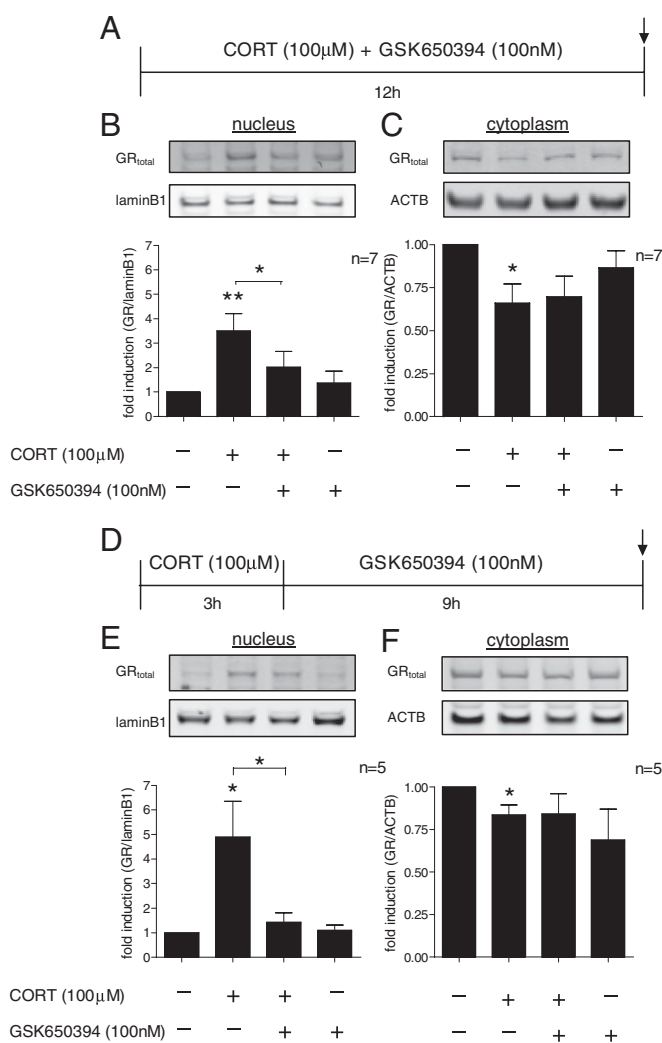 A
CORT (100μM) + GSK650394 (100nM)
12h
B
nucleus
GRtotal
laminB1
C
cytoplasm
GRtotal
ACTB
n=7
fold induction (GR/laminB1)
7
6
5
4
3
2
1
0
**
*
n=7
fold induction (GR/ACTB)
1.00
0.75
0.50
0.25
0.00
*
CORT (100μM) − + + − − + + −
GSK650394 (100nM) − − + + − − + +
D
CORT (100μM) GSK650394 (100nM)
3h 9h
E
nucleus
GRtotal
laminB1
F
cytoplasm
GRtotal
ACTB
n=5
fold induction (GR/laminB1)
7
6
5
4
3
2
1
0
*
*
n=5
fold induction (GR/ACTB)
1.00
0.75
0.50
0.25
0.00
*
CORT (100μM) − + + − − + + −
GSK650394 (100nM) − − + + − − + +